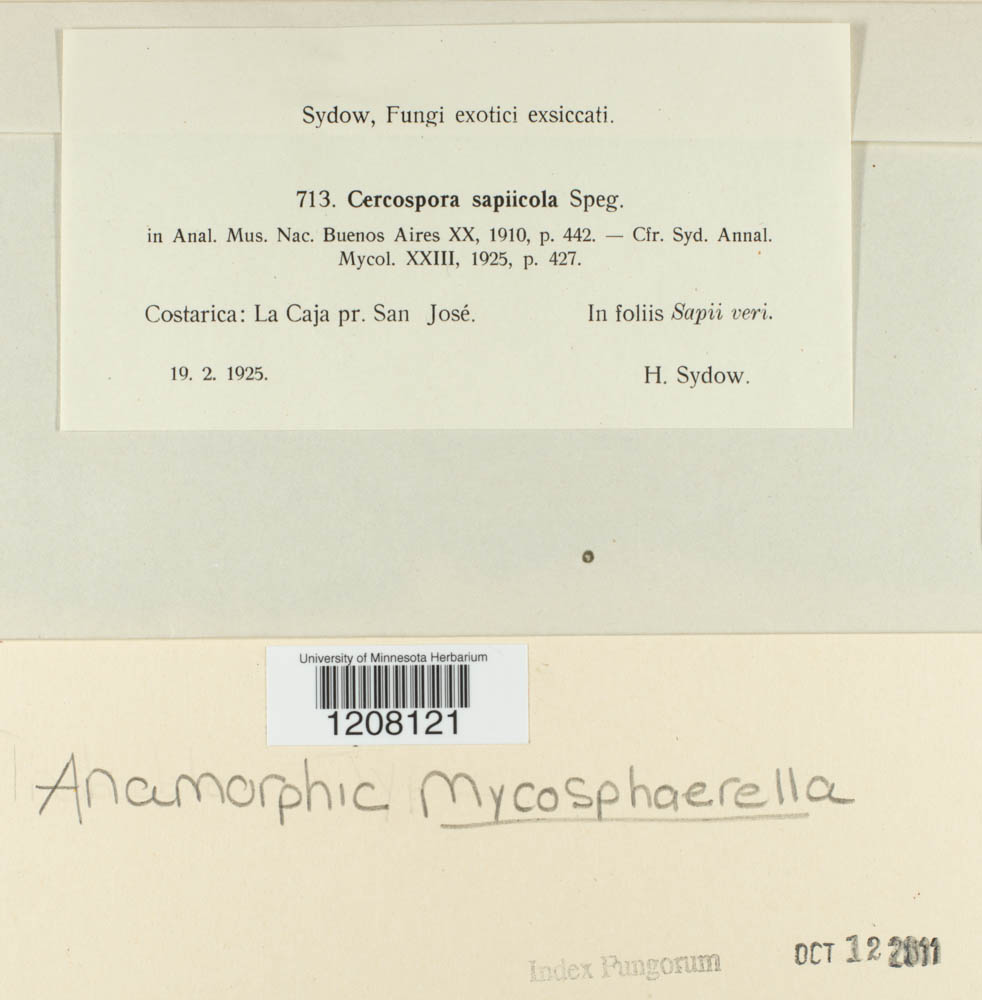 Sydow, Fungi exotici exsiccati.
713. Cercospora sapiicola Speg.
in Anal. Mus. Nac. Buenos Aires XX, 1910, p. 442. — Cfr. Syd. Annal.
Mycol. XXIII, 1925, p. 427.
Costarica: La Caja pr. San José. In foliis Sapii veri.
19. 2. 1925. H. Sydow.
University of Minnesota Herbarium
1208121
Anamorphic Mycosphaerella
Index Fungorum OCT 12 2011